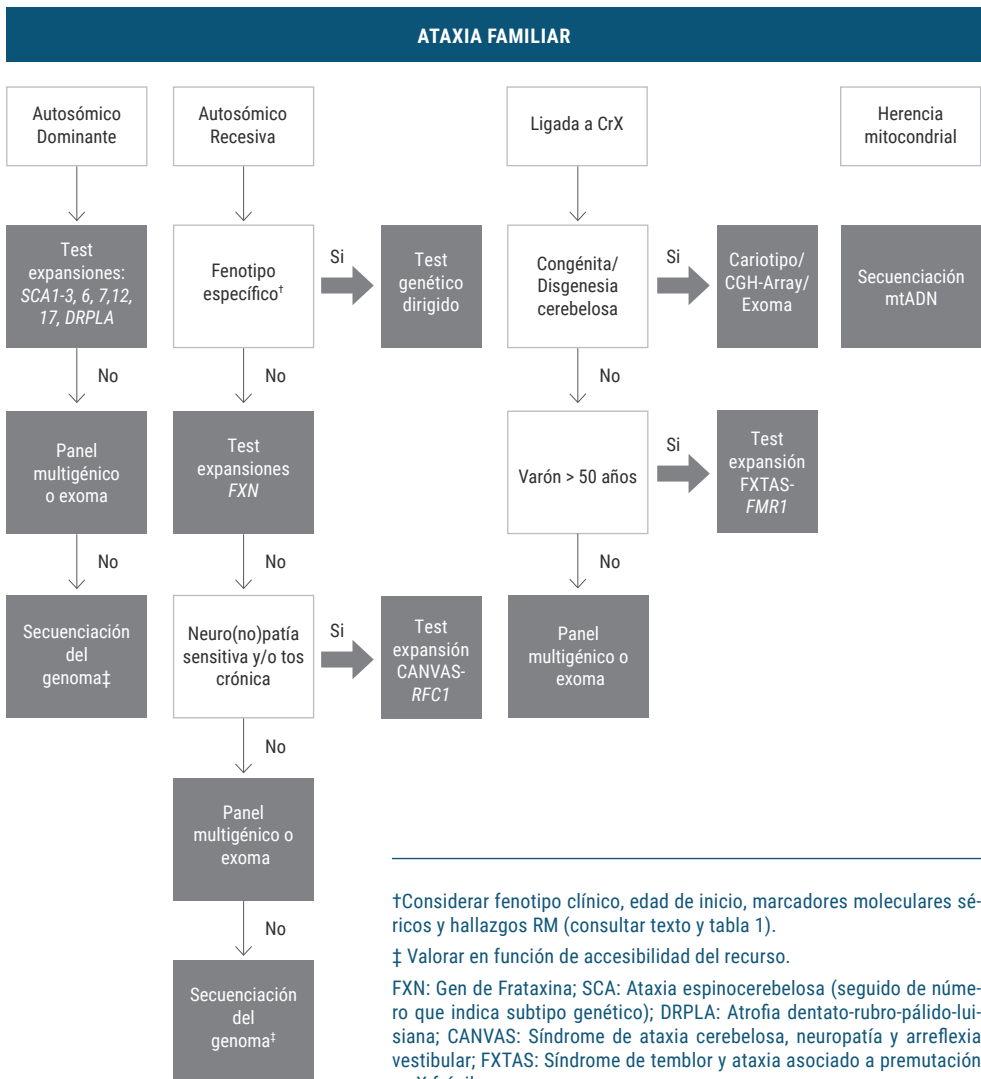 ATAXIA FAMILIAR
Autosómico
Dominante
Autosómico
Recesiva
Ligada a CrX
Herencia
mitocondrial
Test
expansiones:
SCA1-3, 6, 7,12,
17, DRPLA
Fenotipo
específico†
Si
Test
genético
dirigido
Congénita/
Disgenesia
cerebelosa
Si
Cariotipo/
CGH-Array/
Exoma
Secuenciación
mtADN
No
No
No
Panel
multigénico
o exoma
Test
expansiones
FXN
Varón > 50 años
Si
Test
expansión
FXTAS-
FMR1
No
No
No
Secuenciación
del
genoma‡
Neuro(no)patía
sensitiva y/o tos
crónica
Si
Test
expansión
CANVAS-
RFC1
Panel
multigénico o
exoma
No
Panel
multigénico o
exoma
No
Secuenciación
del
genoma‡
†Considerar fenotipo clínico, edad de inicio, marcadores moleculares sé-
ricos y hallazgos RM (consultar texto y tabla 1).
‡ Valorar en función de accesibilidad del recurso.
FXN: Gen de Frataxina; SCA: Ataxia espinocerebelosa (seguido de núme-
ro que indica subtipo genético); DRPLA: Atrofia dentato-rubro-pálido-lui-
siana; CANVAS: Síndrome de ataxia cerebelosa, neuropatía y arreflexia
vestibular; FXTAS: Síndrome de temblor y ataxia asociado a premutación